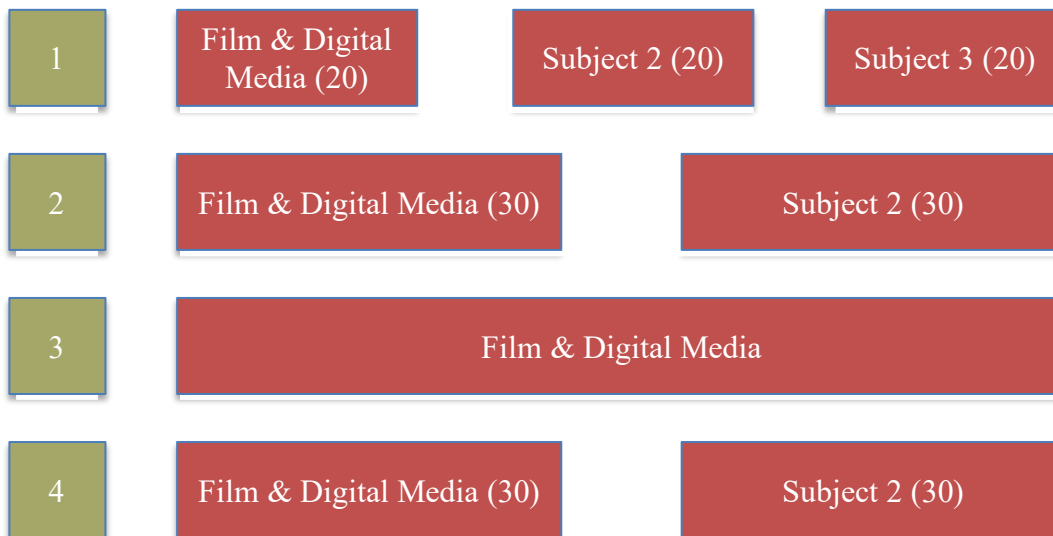 1
Film & Digital
Media (20)
Subject 2 (20)
Subject 3 (20)
2
Film & Digital Media (30)
Subject 2 (30)
3
Film & Digital Media
4
Film & Digital Media (30)
Subject 2 (30)